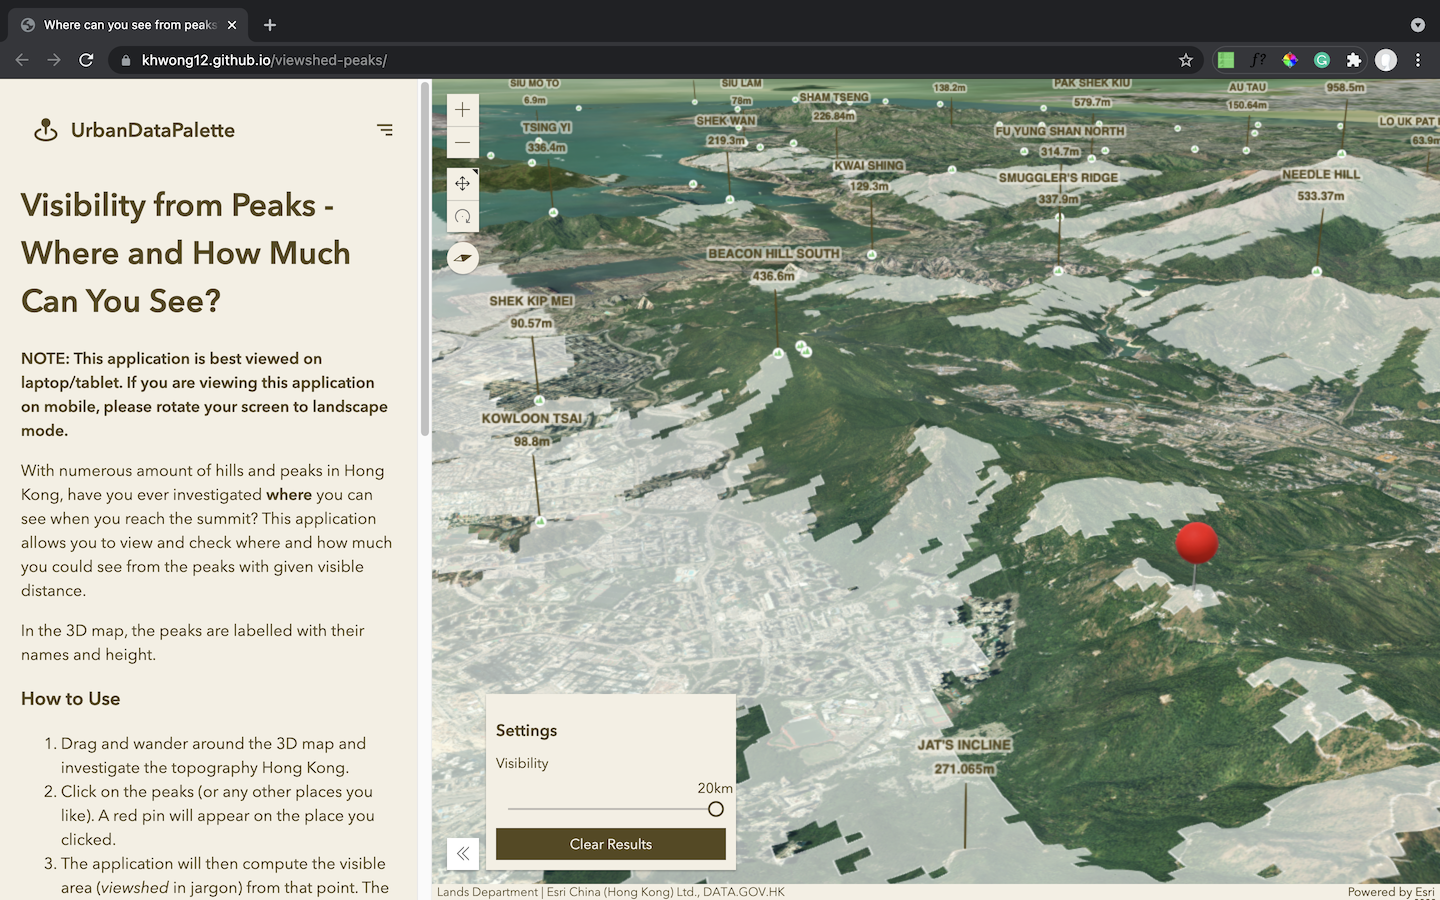 Where can you see from peaks
khwong12.github.io/viewshed-peaks/
UrbanDataPalette
Visibility from Peaks -
Where and How Much
Can You See?
NOTE: This application is best viewed on
laptop/tablet. If you are viewing this application
on mobile, please rotate your screen to landscape
mode.
With numerous amount of hills and peaks in Hong
Kong, have you ever investigated where you can
see when you reach the summit? This application
allows you to view and check where and how much
you could see from the peaks with given visible
distance.
In the 3D map, the peaks are labelled with their
names and height.
How to Use
1. Drag and wander around the 3D map and
investigate the topography Hong Kong.
2. Click on the peaks (or any other places you
like). A red pin will appear on the place you
clicked.
3. The application will then compute the visible
area (viewshed in jargon) from that point. The
SIU MO TO
6.9m
SIU LAM
78m
SHAM TSENG
226.84m
138.2m
PAK SHEK KIU
579.7m
AU TAU
150.64m
958.5m
LO UK PAT
63.9m
TSING YI
336.4m
SHEK WAN
219.3m
FU YUNG SHAN NORTH
314.7m
KWAI SHING
129.3m
SMUGGLER'S RIDGE
337.9m
NEEDLE HILL
533.37m
BEACON HILL SOUTH
436.6m
SHEK KIP MEI
90.57m
KOWLOON TSAI
98.8m
JAT'S INCLINE
271.065m
Settings
Visibility
20km
Clear Results
Lands Department | Esri China (Hong Kong) Ltd., DATA.GOV.HK
Powered by Esri